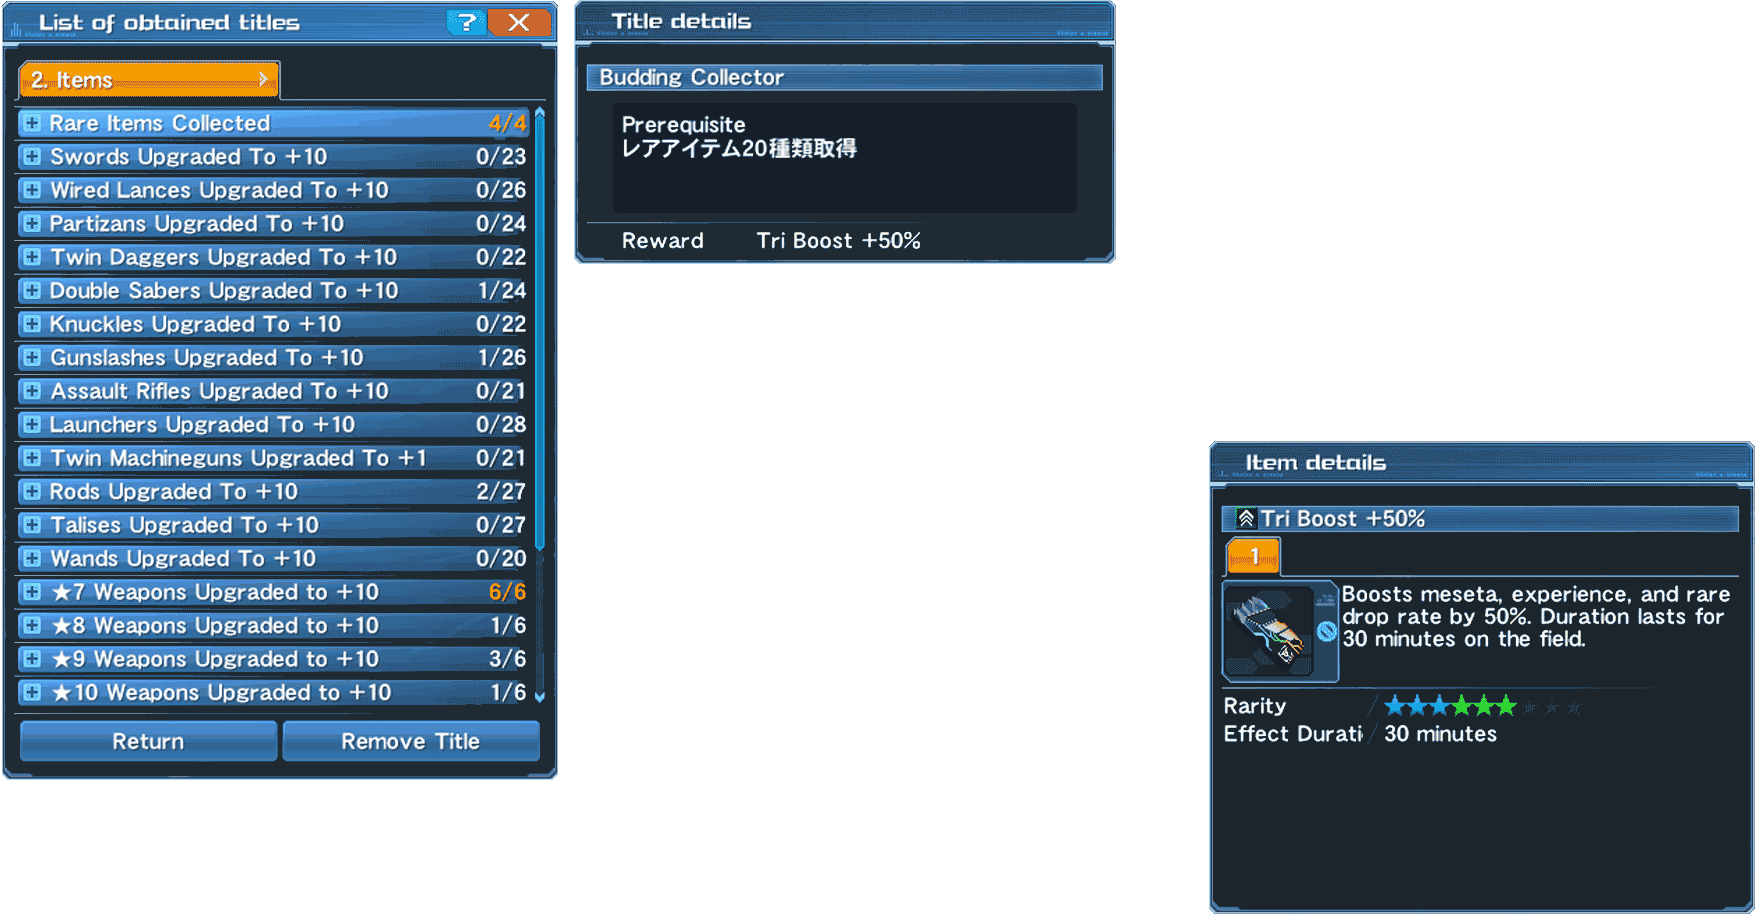 List of obtained titles
?
2. Items
Rare Items Collected 4/4
Swords Upgraded To +10 0/23
Wired Lances Upgraded To +10 0/26
Partizans Upgraded To +10 0/24
Twin Daggers Upgraded To +10 0/22
Double Sabers Upgraded To +10 1/24
Knuckles Upgraded To +10 0/22
Gunslashes Upgraded To +10 1/26
Assault Rifles Upgraded To +10 0/21
Launchers Upgraded To +10 0/28
Twin Machineguns Upgraded To +1 0/21
Rods Upgraded To +10 2/27
Talises Upgraded To +10 0/27
Wands Upgraded To +10 0/20
★7 Weapons Upgraded to +10 6/6
★8 Weapons Upgraded to +10 1/6
★9 Weapons Upgraded to +10 3/6
★10 Weapons Upgraded to +10 1/6
Return Remove Title
Title details
Budding Collector
Prerequisite
レアアイテム20種類取得
Reward Tri Boost +50%
Item details
Tri Boost +50%
1
Boosts meseta, experience, and rare
drop rate by 50%. Duration lasts for
30 minutes on the field.
Rarity / ★★★★★★★★★
Effect Durati / 30 minutes